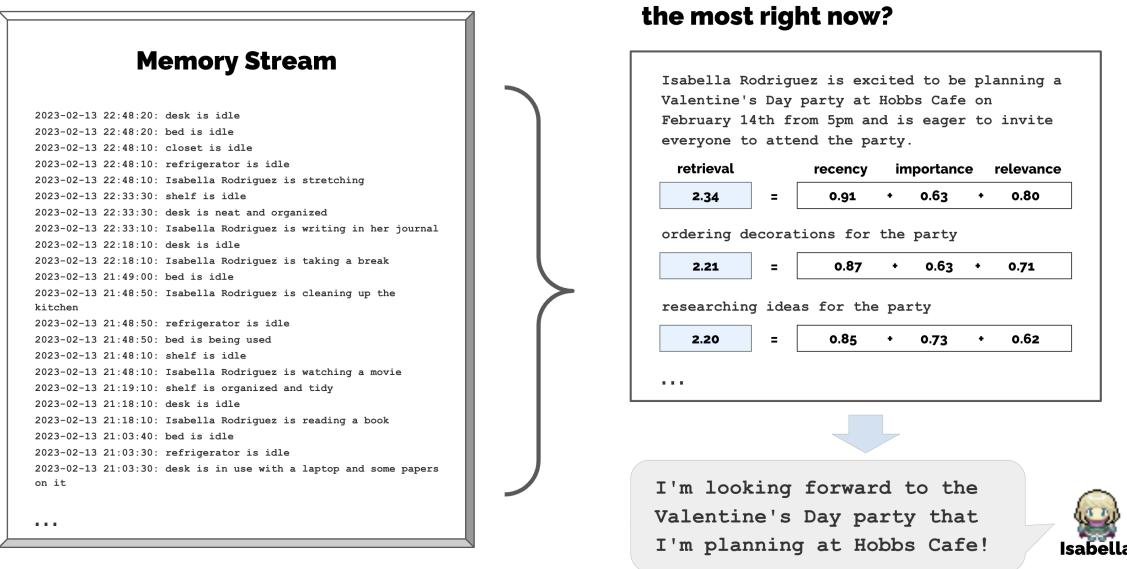 the most right now?
Memory Stream
2023-02-13 22:48:20: desk is idle
2023-02-13 22:48:20: bed is idle
2023-02-13 22:48:10: closet is idle
2023-02-13 22:48:10: refrigerator is idle
2023-02-13 22:48:10: Isabella Rodriguez is stretching
2023-02-13 22:33:30: shelf is idle
2023-02-13 22:33:30: desk is neat and organized
2023-02-13 22:33:10: Isabella Rodriguez is writing in her journal
2023-02-13 22:18:10: desk is idle
2023-02-13 22:18:10: Isabella Rodriguez is taking a break
2023-02-13 21:49:00: bed is idle
2023-02-13 21:48:50: Isabella Rodriguez is cleaning up the
kitchen
2023-02-13 21:48:50: refrigerator is idle
2023-02-13 21:48:50: bed is being used
2023-02-13 21:48:10: shelf is idle
2023-02-13 21:48:10: Isabella Rodriguez is watching a movie
2023-02-13 21:19:10: shelf is organized and tidy
2023-02-13 21:18:10: desk is idle
2023-02-13 21:18:10: Isabella Rodriguez is reading a book
2023-02-13 21:03:40: bed is idle
2023-02-13 21:03:30: refrigerator is idle
2023-02-13 21:03:30: desk is in use with a laptop and some papers
on it
...
Isabella Rodriguez is excited to be planning a
Valentine's Day party at Hobbs Cafe on
February 14th from 5pm and is eager to invite
everyone to attend the party.
retrieval recency importance relevance
2.34 = 0.91 + 0.63 + 0.80
ordering decorations for the party
2.21 = 0.87 + 0.63 + 0.71
researching ideas for the party
2.20 = 0.85 + 0.73 + 0.62
...
I'm looking forward to the
Valentine's Day party that
I'm planning at Hobbs Cafe!
Isabella